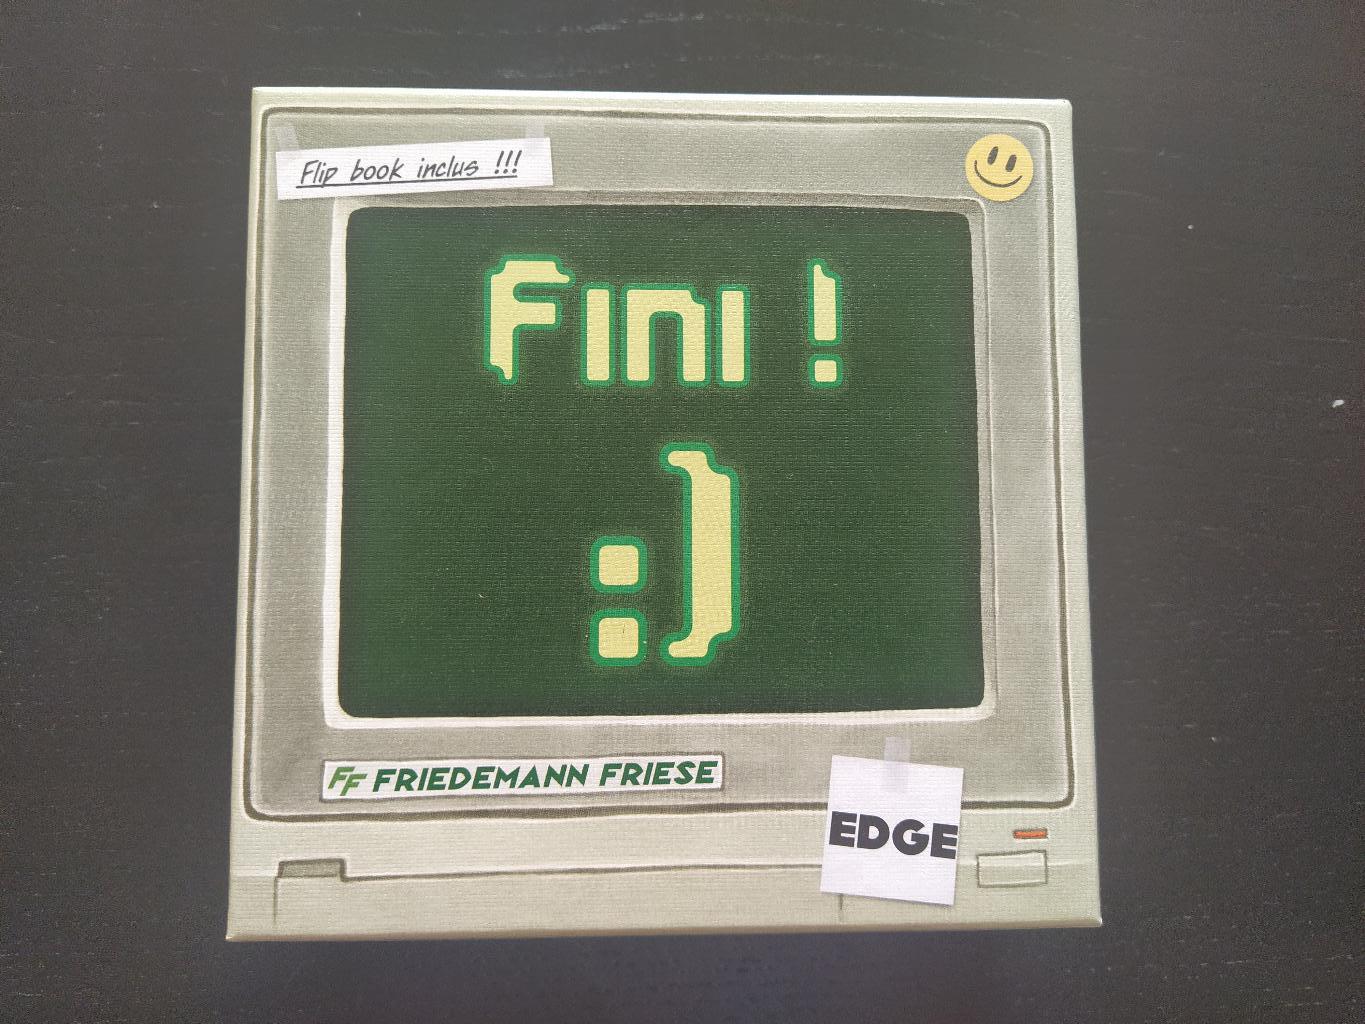 Flip book inclus !!!
Fini !
:)
FF FRIEDEMANN FRIESE
EDGE